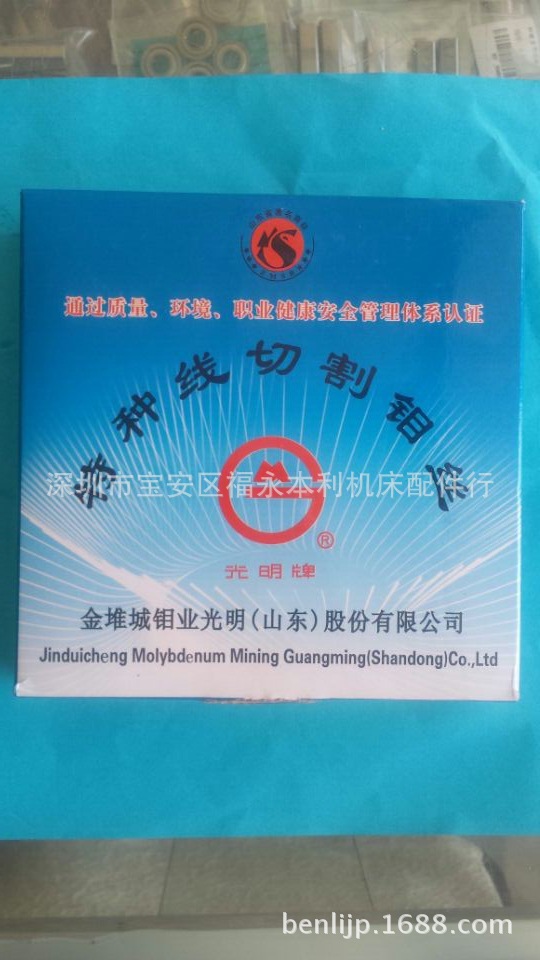 通过质量、环境、职业健康安全管理体系认证
特种线切割钼丝
深圳市宝安区福永本利机床配件行
®
光明牌
金堆城钼业光明(山东)股份有限公司
Jinduicheng Molybdenum Mining Guangming(Shandong)Co.,Ltd
benlijp.1688.com